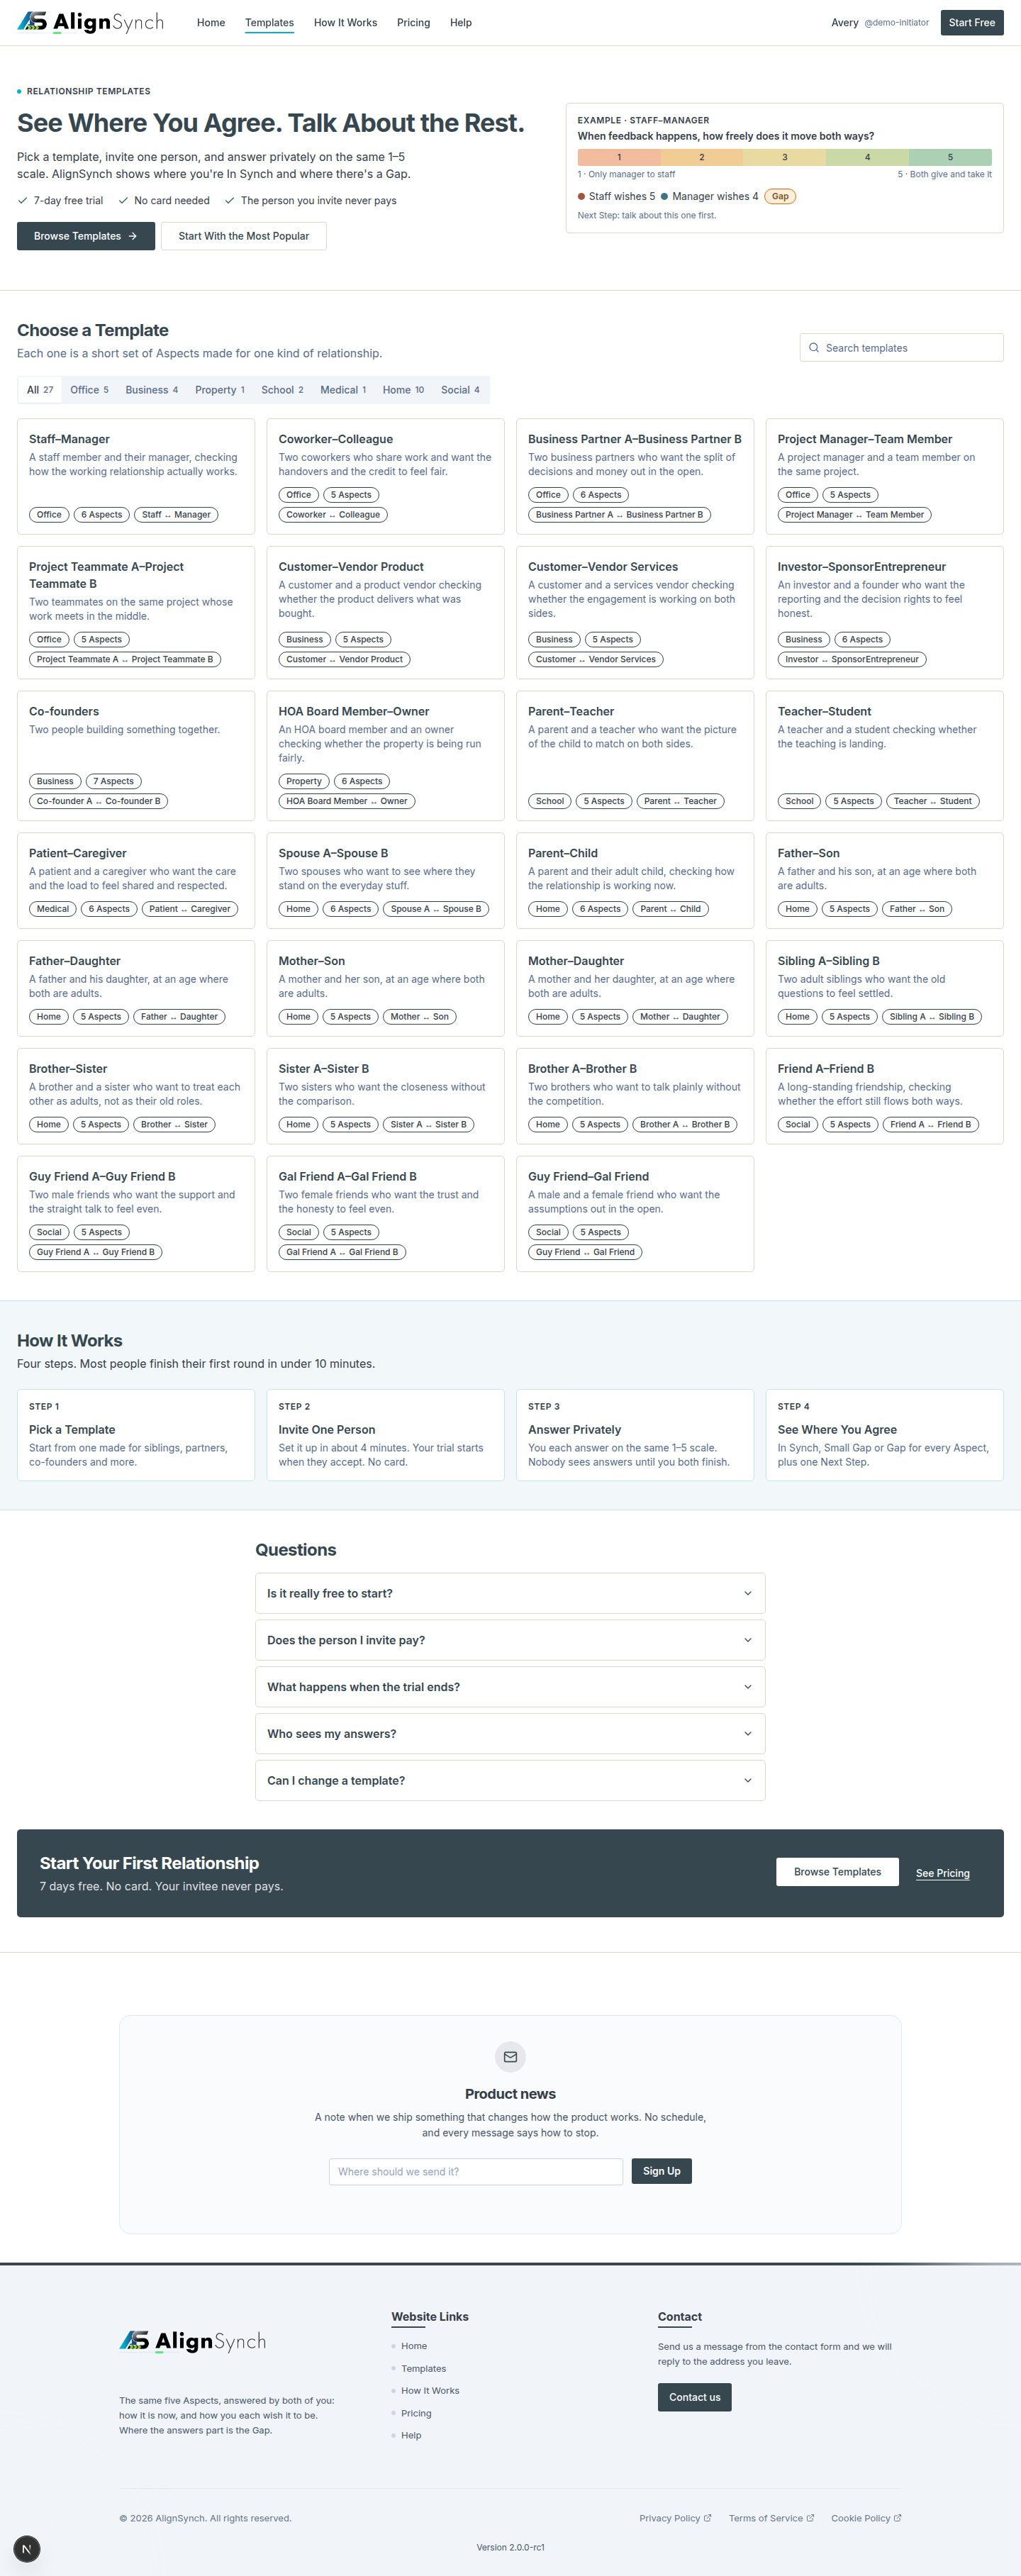 AlignSynch
Home Templates How It Works Pricing Help
Avery @demo-initiator Start Free
RELATIONSHIP TEMPLATES
See Where You Agree. Talk About the Rest.
Pick a template, invite one person, and answer privately on the same 1–5
scale. AlignSynch shows where you're In Synch and where there's a Gap.
7-day free trial No card needed The person you invite never pays
Browse Templates Start With the Most Popular
EXAMPLE · STAFF–MANAGER
When feedback happens, how freely does it move both ways?
1 2 3 4 5
1 · Only manager to staff 5 · Both give and take it
Staff wishes 5 Manager wishes 4 Gap
Next Step: talk about this one first.
Choose a Template
Each one is a short set of Aspects made for one kind of relationship.
Search templates
All 27 Office 5 Business 4 Property 1 School 2 Medical 1 Home 10 Social 4
Staff–Manager
A staff member and their manager, checking
how the working relationship actually works.
Office 6 Aspects Staff ↔ Manager
Coworker–Colleague
Two coworkers who share work and want the
handovers and the credit to feel fair.
Office 5 Aspects
Coworker ↔ Colleague
Business Partner A–Business Partner B
Two business partners who want the split of
decisions and money out in the open.
Office 6 Aspects
Business Partner A ↔ Business Partner B
Project Manager–Team Member
A project manager and a team member on
the same project.
Office 5 Aspects
Project Manager ↔ Team Member
Project Teammate A–Project
Teammate B
Two teammates on the same project whose
work meets in the middle.
Office 5 Aspects
Project Teammate A ↔ Project Teammate B
Customer–Vendor Product
A customer and a product vendor checking
whether the product delivers what was
bought.
Business 5 Aspects
Customer ↔ Vendor Product
Customer–Vendor Services
A customer and a services vendor checking
whether the engagement is working on both
sides.
Business 5 Aspects
Customer ↔ Vendor Services
Investor–SponsorEntrepreneur
An investor and a founder who want the
reporting and the decision rights to feel
honest.
Business 6 Aspects
Investor ↔ SponsorEntrepreneur
Co-founders
Two people building something together.
Business 7 Aspects
Co-founder A ↔ Co-founder B
HOA Board Member–Owner
An HOA board member and an owner
checking whether the property is being run
fairly.
Property 6 Aspects
HOA Board Member ↔ Owner
Parent–Teacher
A parent and a teacher who want the picture
of the child to match on both sides.
School 5 Aspects Parent ↔ Teacher
Teacher–Student
A teacher and a student checking whether
the teaching is landing.
School 5 Aspects Teacher ↔ Student
Patient–Caregiver
A patient and a caregiver who want the care
and the load to feel shared and respected.
Medical 6 Aspects Patient ↔ Caregiver
Spouse A–Spouse B
Two spouses who want to see where they
stand on the everyday stuff.
Home 6 Aspects Spouse A ↔ Spouse B
Parent–Child
A parent and their adult child, checking how
the relationship is working now.
Home 6 Aspects Parent ↔ Child
Father–Son
A father and his son, at an age where both
are adults.
Home 5 Aspects Father ↔ Son
Father–Daughter
A father and his daughter, at an age where
both are adults.
Home 5 Aspects Father ↔ Daughter
Mother–Son
A mother and her son, at an age where both
are adults.
Home 5 Aspects Mother ↔ Son
Mother–Daughter
A mother and her daughter, at an age where
both are adults.
Home 5 Aspects Mother ↔ Daughter
Sibling A–Sibling B
Two adult siblings who want the old
questions to feel settled.
Home 5 Aspects Sibling A ↔ Sibling B
Brother–Sister
A brother and a sister who want to treat each
other as adults, not as their old roles.
Home 5 Aspects Brother ↔ Sister
Sister A–Sister B
Two sisters who want the closeness without
the comparison.
Home 5 Aspects Sister A ↔ Sister B
Brother A–Brother B
Two brothers who want to talk plainly without
the competition.
Home 5 Aspects Brother A ↔ Brother B
Friend A–Friend B
A long-standing friendship, checking
whether the effort still flows both ways.
Social 5 Aspects Friend A ↔ Friend B
Guy Friend A–Guy Friend B
Two male friends who want the support and
the straight talk to feel even.
Social 5 Aspects
Guy Friend A ↔ Guy Friend B
Gal Friend A–Gal Friend B
Two female friends who want the trust and
the honesty to feel even.
Social 5 Aspects
Gal Friend A ↔ Gal Friend B
Guy Friend–Gal Friend
A male and a female friend who want the
assumptions out in the open.
Social 5 Aspects
Guy Friend ↔ Gal Friend
How It Works
Four steps. Most people finish their first round in under 10 minutes.
STEP 1
Pick a Template
Start from one made for siblings, partners,
co-founders and more.
STEP 2
Invite One Person
Set it up in about 4 minutes. Your trial starts
when they accept. No card.
STEP 3
Answer Privately
You each answer on the same 1–5 scale.
Nobody sees answers until you both finish.
STEP 4
See Where You Agree
In Synch, Small Gap or Gap for every Aspect,
plus one Next Step.
Questions
Is it really free to start?
Does the person I invite pay?
What happens when the trial ends?
Who sees my answers?
Can I change a template?
Start Your First Relationship
7 days free. No card. Your invitee never pays.
Browse Templates See Pricing
Product news
A note when we ship something that changes how the product works. No schedule,
and every message says how to stop.
Where should we send it? Sign Up
AlignSynch
The same five Aspects, answered by both of you:
how it is now, and how you each wish it to be.
Where the answers part is the Gap.
Website Links
Home
Templates
How It Works
Pricing
Help
Contact
Send us a message from the contact form and we will
reply to the address you leave.
Contact us
© 2026 AlignSynch. All rights reserved.
Privacy Policy Terms of Service Cookie Policy
Version 2.0.0-rc1
N